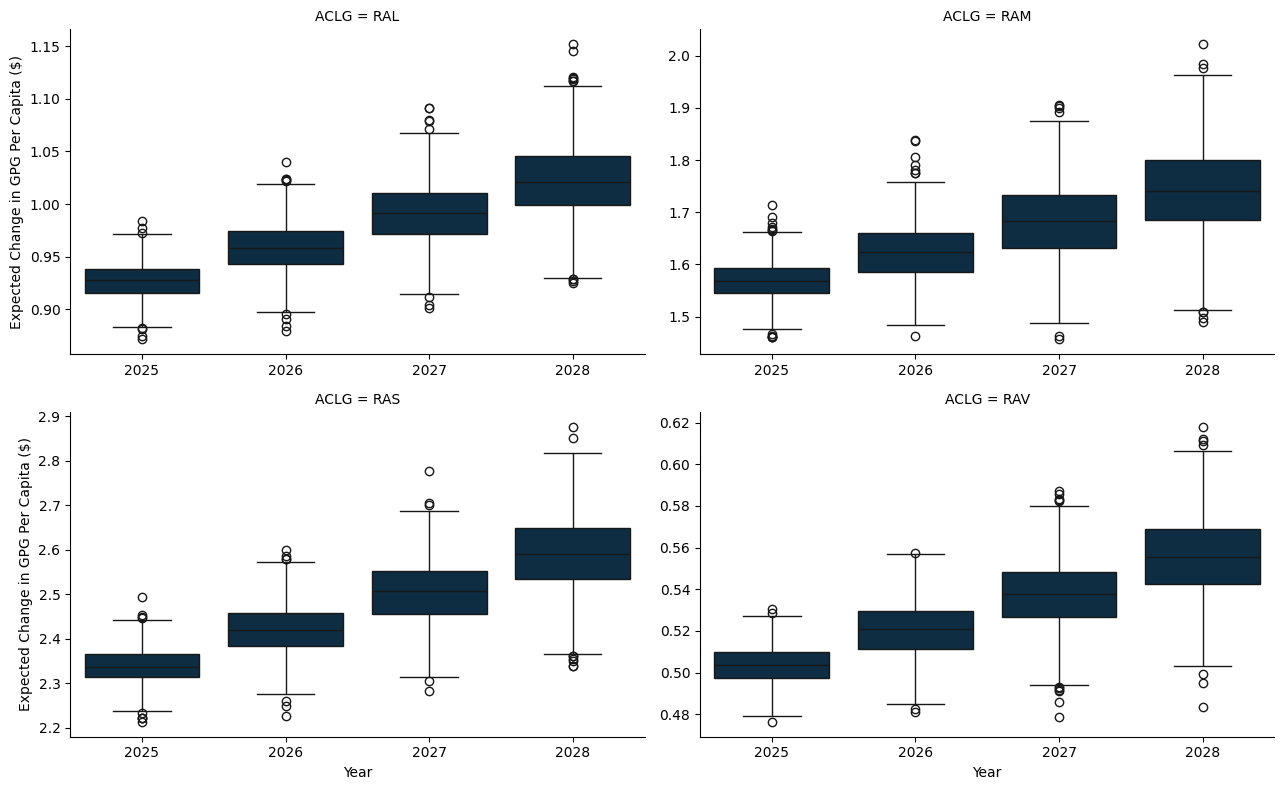 ACLG = RAL
Expected Change in GPG Per Capita ($)
1.15
1.10
1.05
1.00
0.95
0.90
2025 2026 2027 2028
ACLG = RAM
2.0
1.9
1.8
1.7
1.6
1.5
2025 2026 2027 2028
ACLG = RAS
Expected Change in GPG Per Capita ($)
2.9
2.8
2.7
2.6
2.5
2.4
2.3
2.2
2025 2026 2027 2028
Year
ACLG = RAV
0.62
0.60
0.58
0.56
0.54
0.52
0.50
0.48
2025 2026 2027 2028
Year